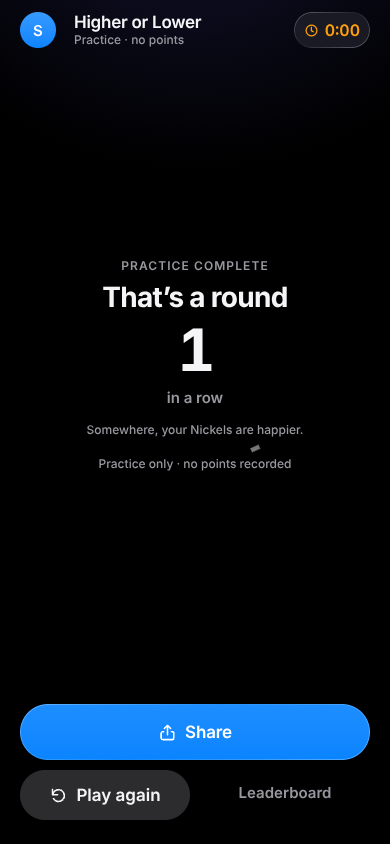 S
Higher or Lower
Practice · no points
0:00
PRACTICE COMPLETE
That’s a round
1
in a row
Somewhere, your Nickels are happier.
Practice only · no points recorded
Share
Play again
Leaderboard